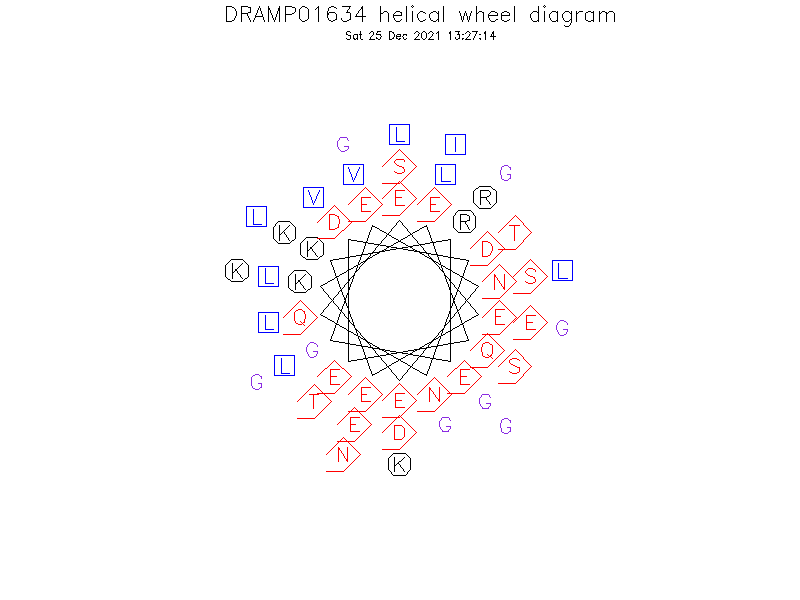 DRAMP01634 helical wheel diagram
Sat 25 Dec 2021 13:27:14
L
G I
S
V L G
V E R
E E
L D R
K T
K D
K L K N S L
L Q E E G
G Q
L S
G E E
T E E N G
E D G G
N K